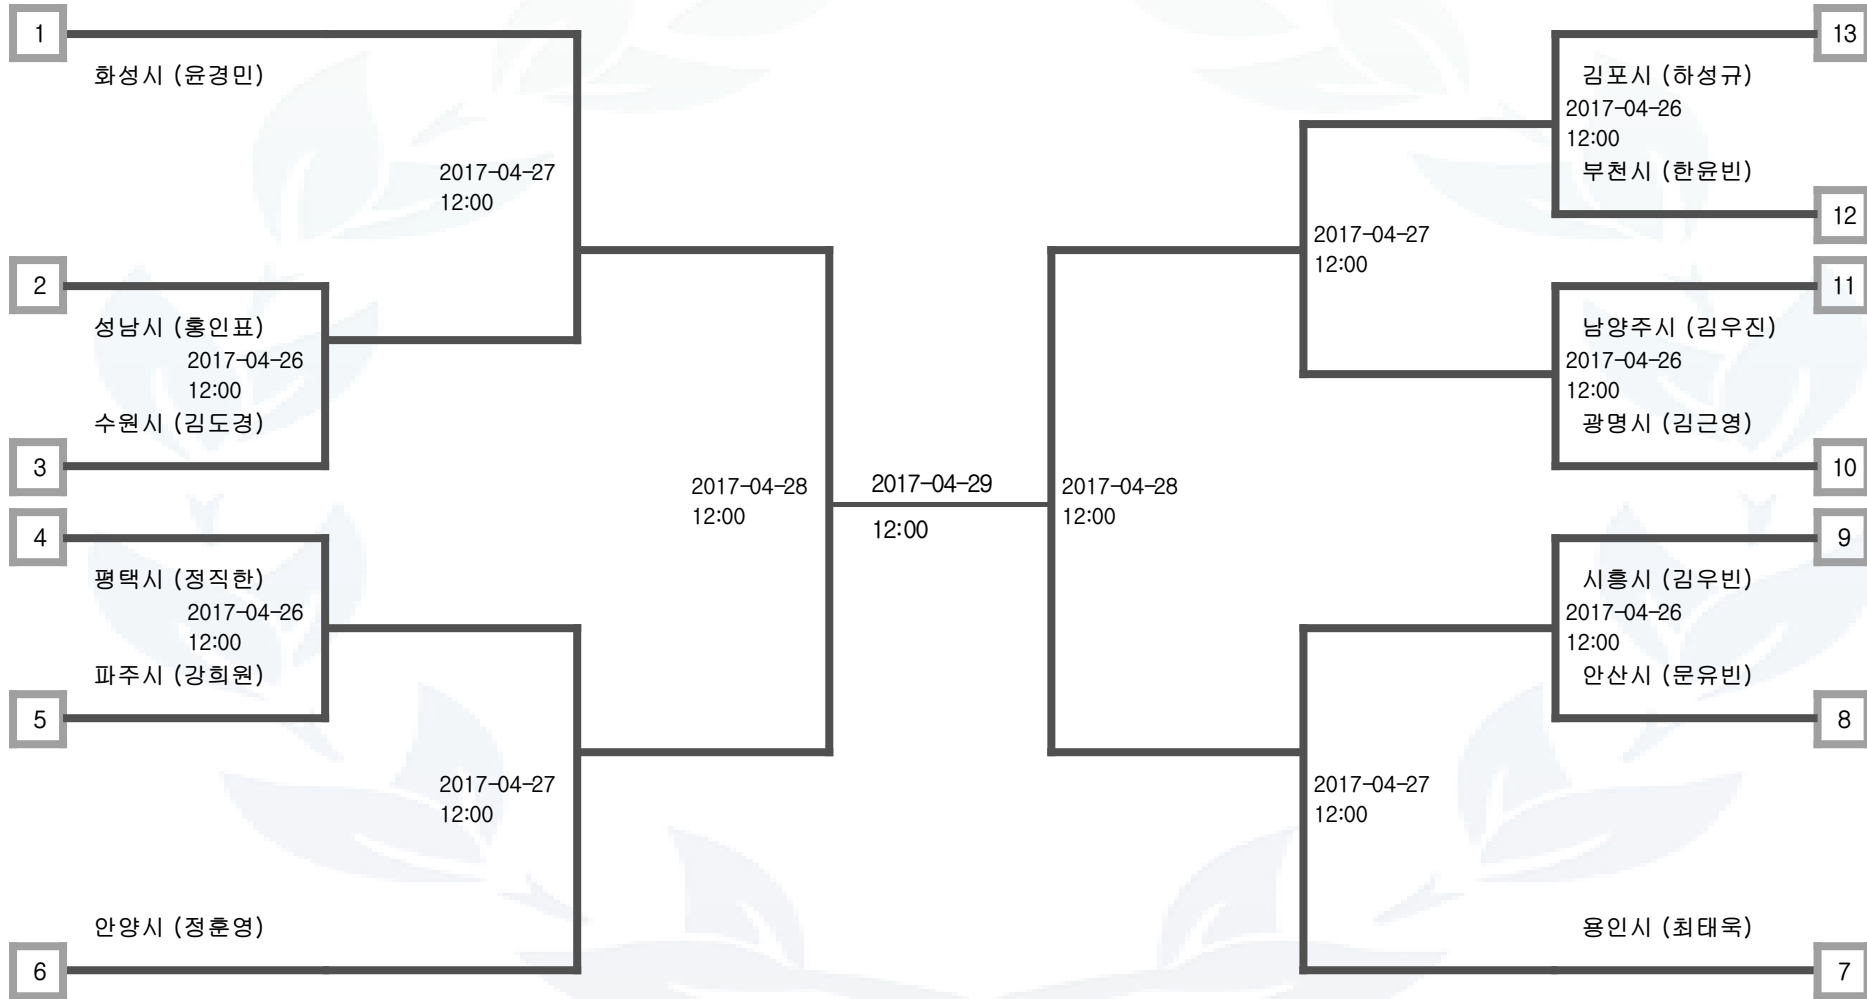 1
화성시 (윤경민)
2017-04-27
12:00
2
성남시 (홍인표)
2017-04-26
12:00
수원시 (김도경)
3
4
평택시 (정직한)
2017-04-26
12:00
파주시 (강희원)
5
2017-04-27
12:00
안양시 (정훈영)
6
2017-04-28
12:00
2017-04-29
12:00
2017-04-28
12:00
13
김포시 (하성규)
2017-04-26
12:00
부천시 (한윤빈)
12
2017-04-27
12:00
11
남양주시 (김우진)
2017-04-26
12:00
광명시 (김근영)
10
9
시흥시 (김우빈)
2017-04-26
12:00
안산시 (문유빈)
8
2017-04-27
12:00
용인시 (최태욱)
7